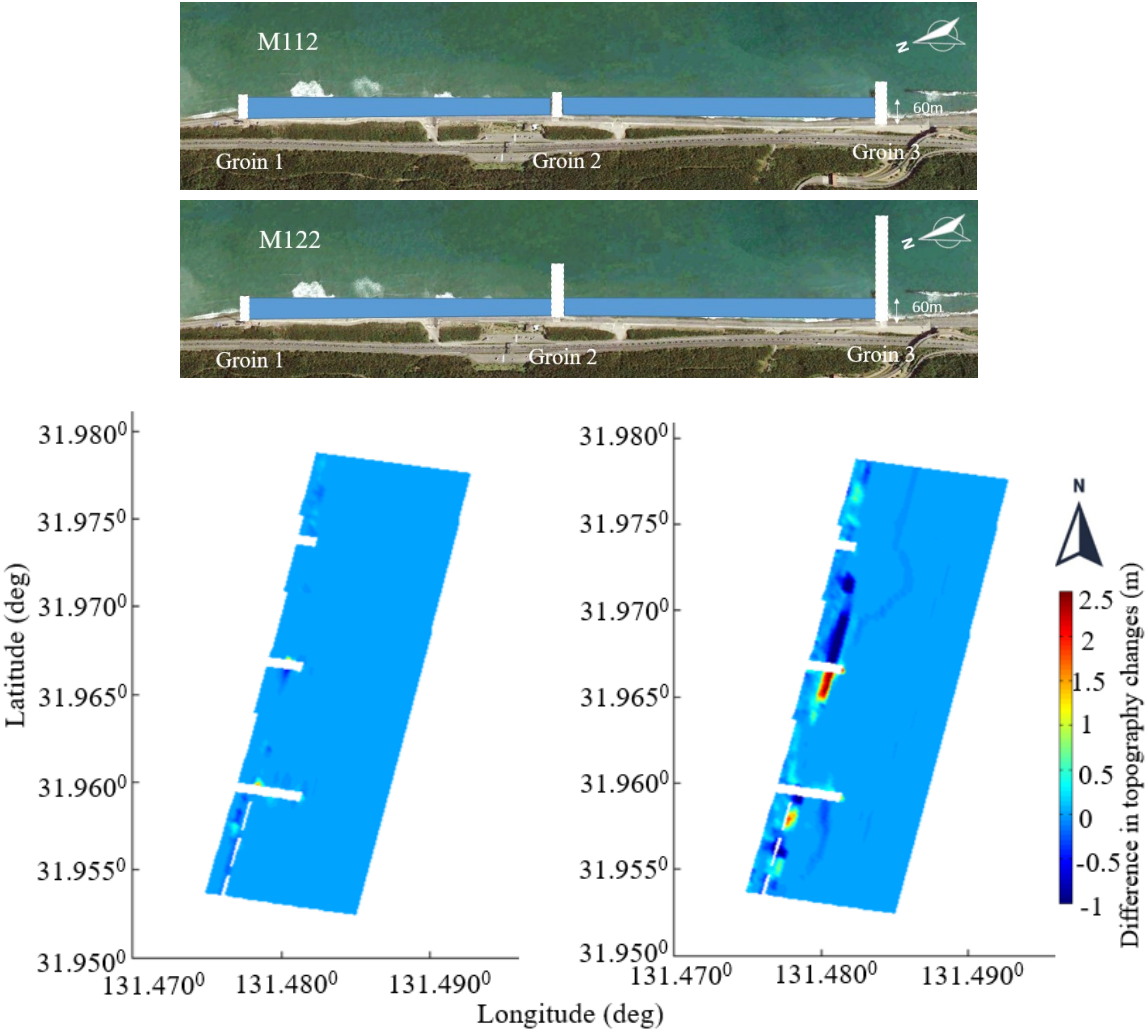 M112
N
60m
Groin 1
Groin 2
Groin 3
M122
N
60m
Groin 1
Groin 2
Groin 3
31.980⁰
31.975⁰
31.970⁰
31.965⁰
31.960⁰
31.955⁰
31.950⁰
131.470⁰
131.480⁰
131.490⁰
Latitude (deg)
31.980⁰
31.975⁰
31.970⁰
31.965⁰
31.960⁰
31.955⁰
31.950⁰
131.470⁰
131.480⁰
131.490⁰
Longitude (deg)
N
2.5
2
1.5
1
0.5
0
-0.5
-1
Difference in topography changes (m)